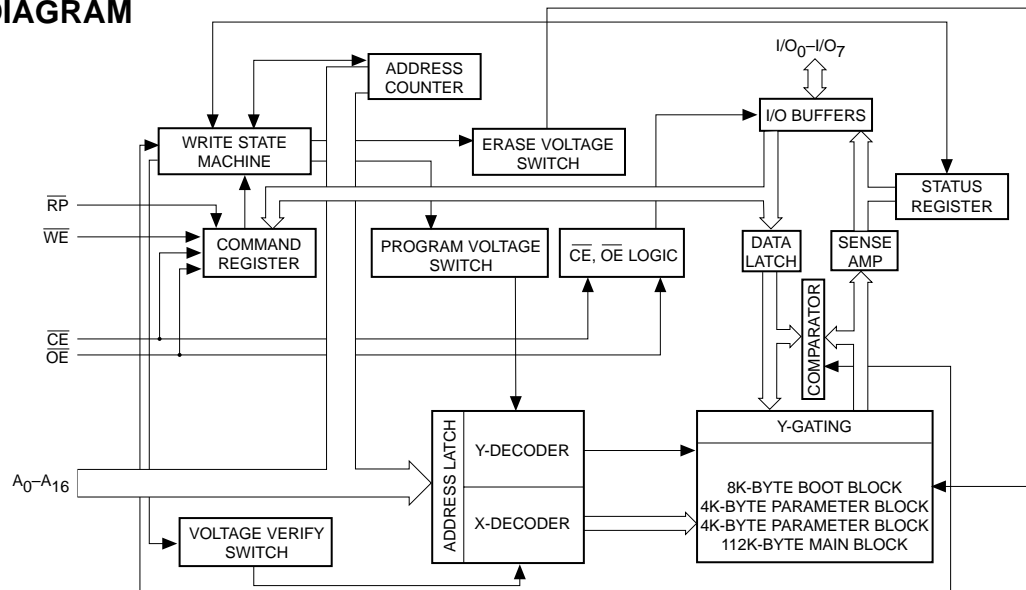 DIAGRAM
I/O0–I/O7
ADDRESS
COUNTER
I/O BUFFERS
WRITE STATE
MACHINE
ERASE VOLTAGE
SWITCH
STATUS
REGISTER
RP
WE
COMMAND
REGISTER
PROGRAM VOLTAGE
SWITCH
CE, OE LOGIC
DATA
LATCH
SENSE
AMP
CE
OE
COMPARATOR
ADDRESS LATCH
Y-DECODER
Y-GATING
A0–A16
X-DECODER
8K-BYTE BOOT BLOCK
4K-BYTE PARAMETER BLOCK
4K-BYTE PARAMETER BLOCK
112K-BYTE MAIN BLOCK
VOLTAGE VERIFY
SWITCH